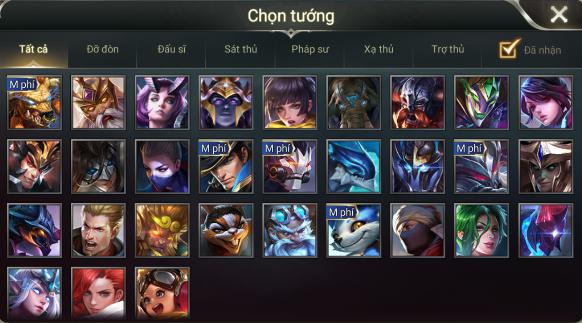 Chọn tướng
Tất cả Đỡ đòn Đấu sĩ Sát thủ Pháp sư Xạ thủ Trợ thủ Đã nhận
M phí
M phí M phí M phí
M phí